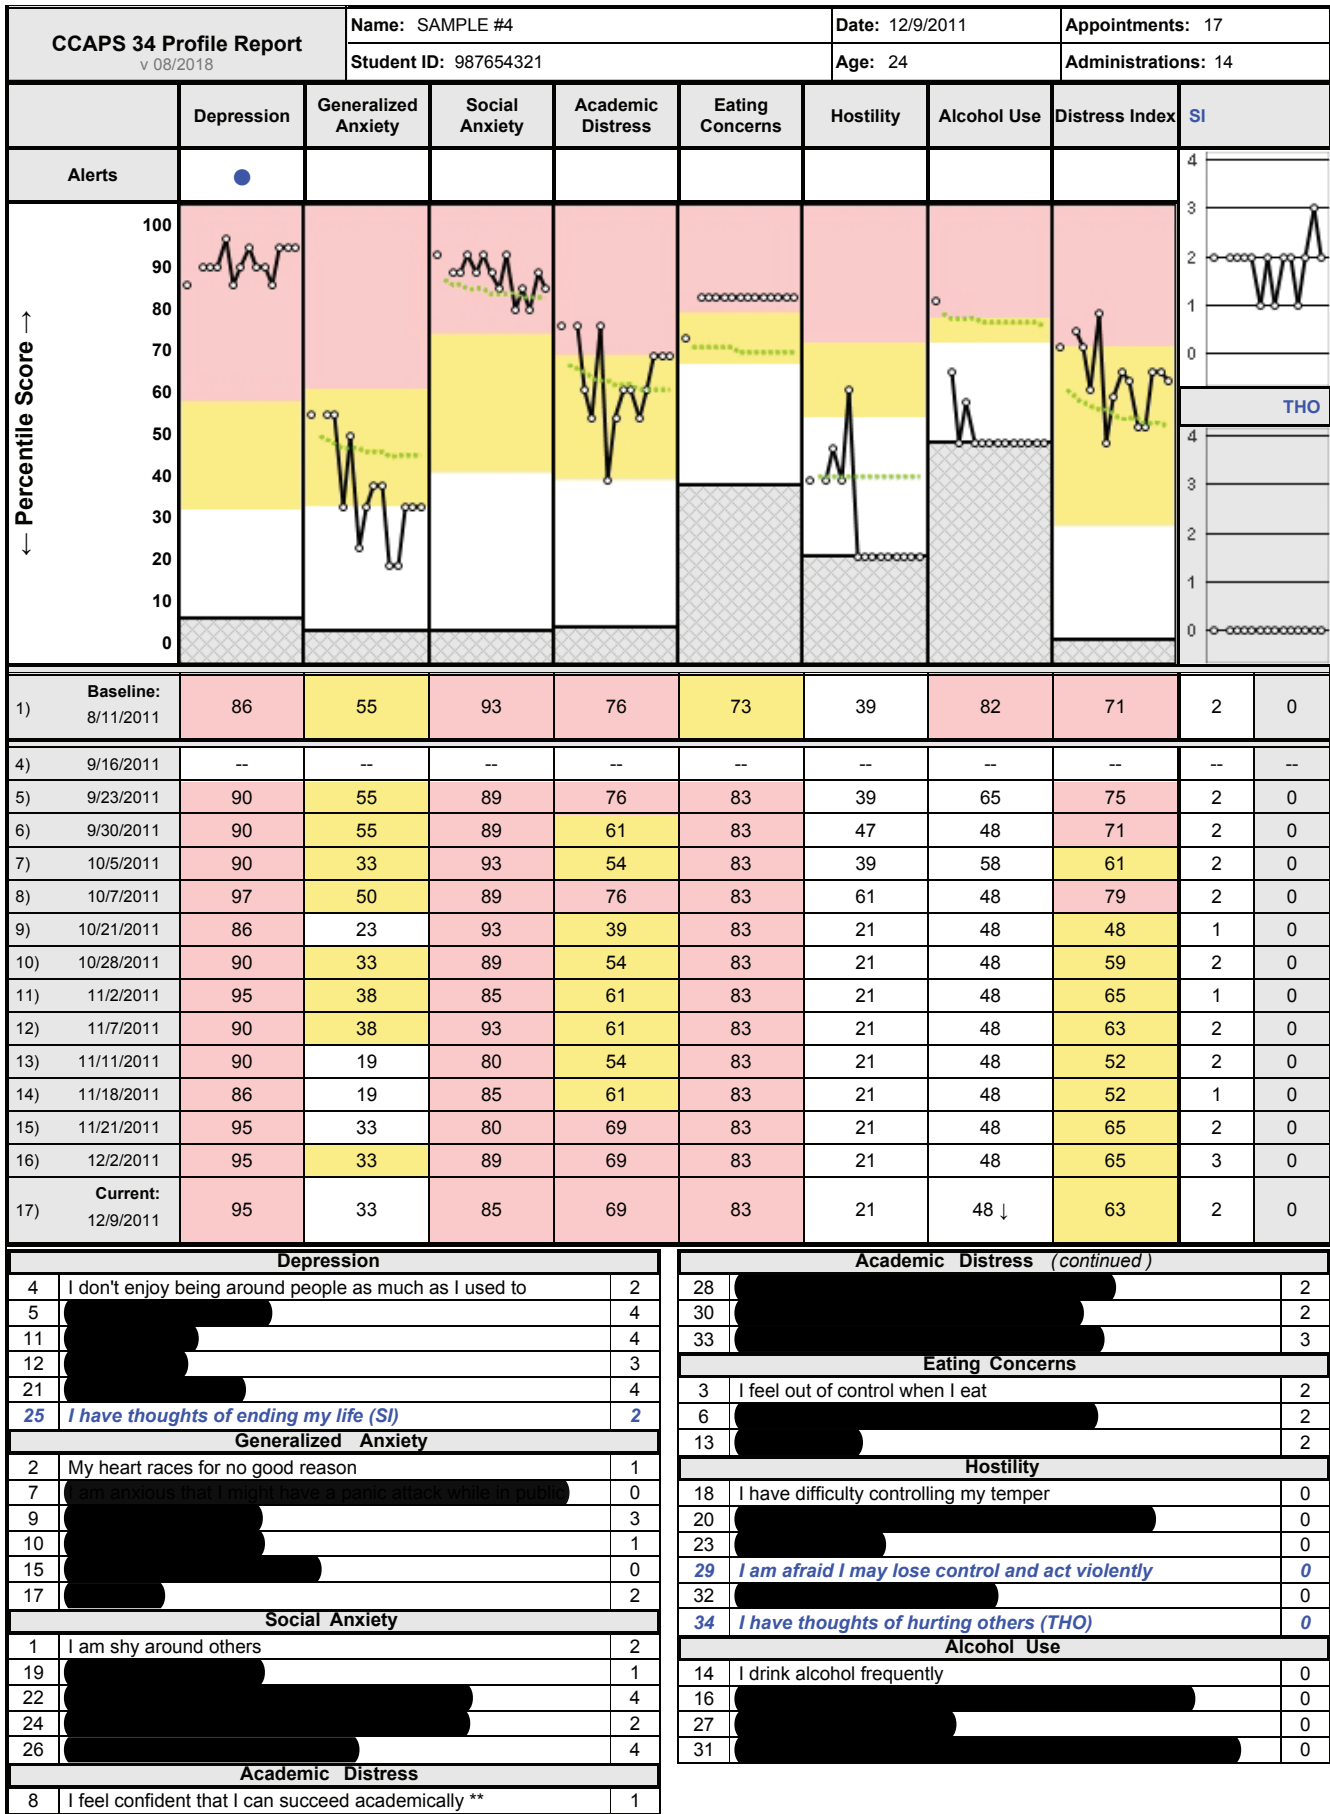 CCAPS 34 Profile Report
v 08/2018
Name: SAMPLE #4
Date: 12/9/2011
Appointments: 17
Student ID: 987654321
Age: 24
Administrations: 14
Depression
Generalized Anxiety
Social Anxiety
Academic Distress
Eating Concerns
Hostility
Alcohol Use
Distress Index
SI
Alerts
← Percentile Score →
100
90
80
70
60
50
40
30
20
10
0
4
3
2
1
0
THO
4
3
2
1
0
1) Baseline: 8/11/2011 86 55 93 76 73 39 82 71 2 0
4) 9/16/2011 -- -- -- -- -- -- -- -- -- --
5) 9/23/2011 90 55 89 76 83 39 65 75 2 0
6) 9/30/2011 90 55 89 61 83 47 48 71 2 0
7) 10/5/2011 90 33 93 54 83 39 58 61 2 0
8) 10/7/2011 97 50 89 76 83 61 48 79 2 0
9) 10/21/2011 86 23 93 39 83 21 48 48 1 0
10) 10/28/2011 90 33 89 54 83 21 48 59 2 0
11) 11/2/2011 95 38 85 61 83 21 48 65 1 0
12) 11/7/2011 90 38 93 61 83 21 48 63 2 0
13) 11/11/2011 90 19 80 54 83 21 48 52 2 0
14) 11/18/2011 86 19 85 61 83 21 48 52 1 0
15) 11/21/2011 95 33 80 69 83 21 48 65 2 0
16) 12/2/2011 95 33 89 69 83 21 48 65 3 0
17) Current: 12/9/2011 95 33 85 69 83 21 48 ↓ 63 2 0
Depression
4 I don't enjoy being around people as much as I used to 2
5 4
11 4
12 3
21 4
25 I have thoughts of ending my life (SI) 2
Generalized Anxiety
2 My heart races for no good reason 1
7 I am anxious that I might have a panic attack while in public 0
9 3
10 1
15 0
17 2
Social Anxiety
1 I am shy around others 2
19 1
22 4
24 2
26 4
Academic Distress
8 I feel confident that I can succeed academically ** 1
Academic Distress (continued)
28 2
30 2
33 3
Eating Concerns
3 I feel out of control when I eat 2
6 2
13 2
Hostility
18 I have difficulty controlling my temper 0
20 0
23 0
29 I am afraid I may lose control and act violently 0
32 0
34 I have thoughts of hurting others (THO) 0
Alcohol Use
14 I drink alcohol frequently 0
16 0
27 0
31 0